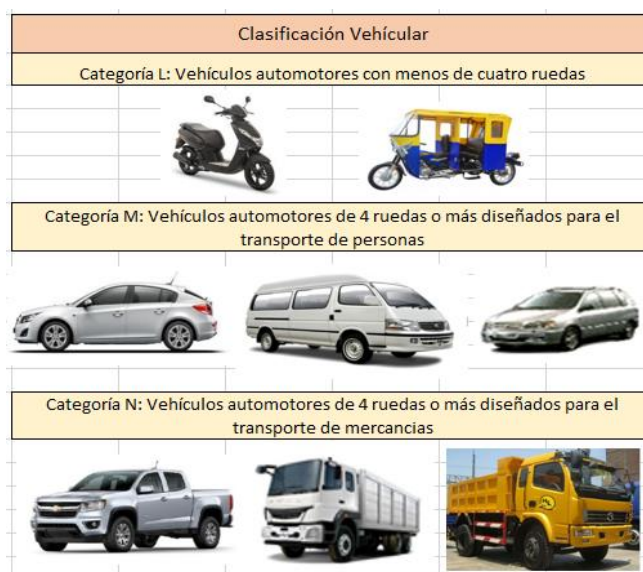 Clasificación Vehícular
Categoría L: Vehículos automotores con menos de cuatro ruedas
Categoría M: Vehículos automotores de 4 ruedas o más diseñados para el
transporte de personas
Categoría N: Vehículos automotores de 4 ruedas o más diseñados para el
transporte de mercancias